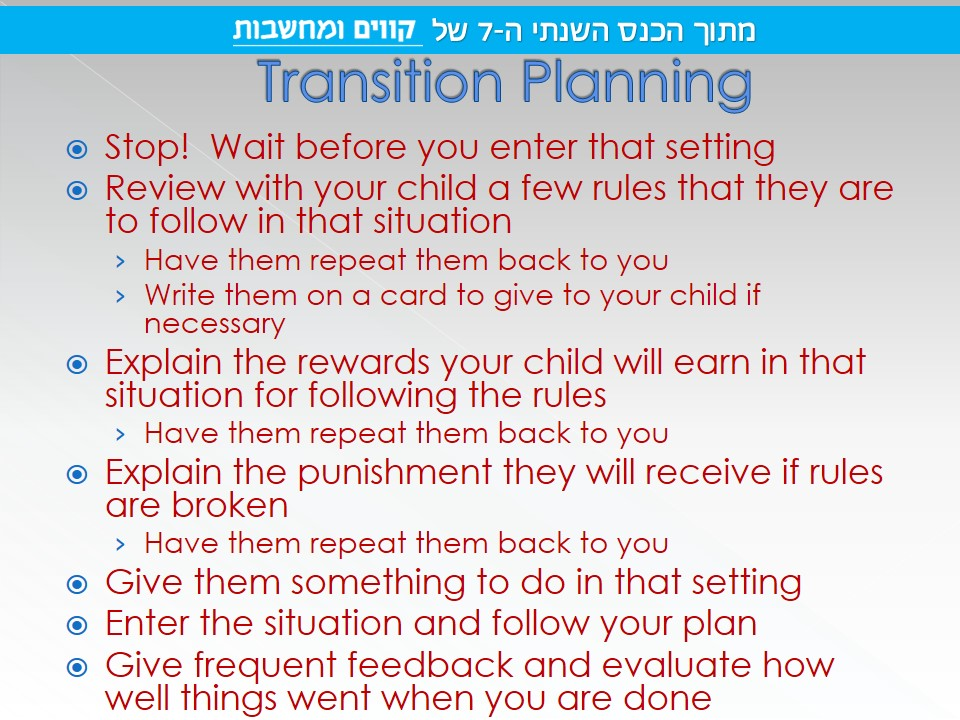 מתוך הכנס השנתי ה-7 של קווים ומחשבות
Transition Planning
Stop! Wait before you enter that setting
Review with your child a few rules that they are
to follow in that situation
› Have them repeat them back to you
› Write them on a card to give to your child if
necessary
Explain the rewards your child will earn in that
situation for following the rules
› Have them repeat them back to you
Explain the punishment they will receive if rules
are broken
› Have them repeat them back to you
Give them something to do in that setting
Enter the situation and follow your plan
Give frequent feedback and evaluate how
well things went when you are done